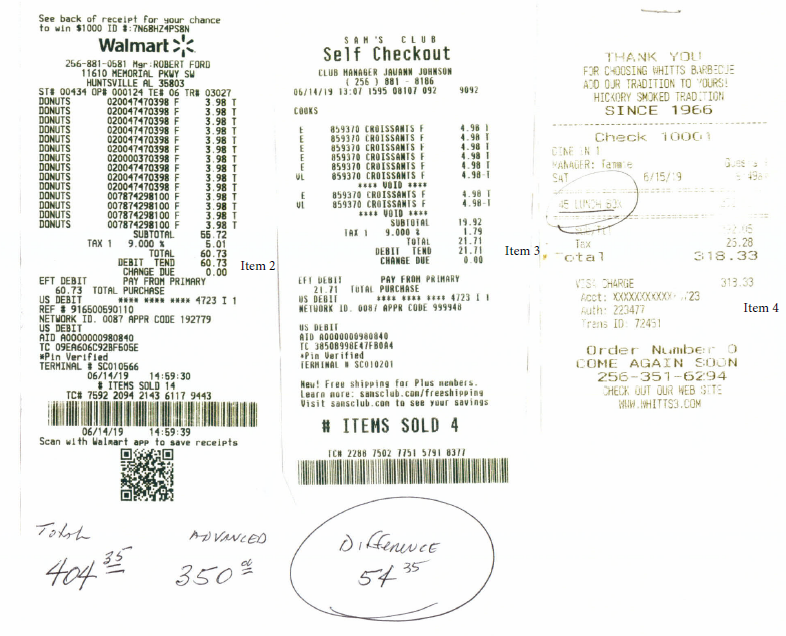 See back of receipt for your chance
to win $1000 ID #:7N68HZ4PS8N
Walmart
256-881-0581 Mgr:ROBERT FORD
11610 MEMORIAL PKWY SW
HUNTSVILLE AL 35803
ST# 00434 OP# 000124 TE# 06 TR# 03027
DONUTS 020047470398 F 3.98 T
DONUTS 020047470398 F 3.98 T
DONUTS 020047470398 F 3.98 T
DONUTS 020047470398 F 3.98 T
DONUTS 020047470398 F 3.98 T
DONUTS 020047470398 F 3.98 T
DONUTS 020047470398 F 3.98 T
DONUTS 020000370398 F 3.98 T
DONUTS 020047470398 F 3.98 T
DONUTS 020047470398 F 3.98 T
DONUTS 007874298100 F 3.98 T
DONUTS 007874298100 F 3.98 T
DONUTS 007874298100 F 3.98 T
DONUTS 007874298100 F 3.98 T
SUBTOTAL 55.72
TAX 1 9.000 % 5.01
TOTAL 60.73
DEBIT TEND 60.73
CHANGE DUE 0.00
EFT DEBIT PAY FROM PRIMARY
60.73 TOTAL PURCHASE
US DEBIT **** **** **** 4723 I 1
REF # 916500690110
NETWORK ID. 0087 APPR CODE 192779
US DEBIT
AID A0000000980840
TC 09EA606C92BF605E
*Pin Verified
TERMINAL # SC010566
06/14/19 14:59:30
# ITEMS SOLD 14
TC# 7592 2094 2143 6117 9443
06/14/19 14:59:39
Scan with Walmart app to save receipts
Item 2
SAM'S CLUB
Self Checkout
CLUB MANAGER JAVANN JOHNSON
( 256 ) 881 - 8186
06/14/19 13:07 1595 08107 092 9092
COOKS
E 859370 CROISSANTS F 4.98 T
E 859370 CROISSANTS F 4.98 T
E 859370 CROISSANTS F 4.98 T
E 859370 CROISSANTS F 4.98 T
E 859370 CROISSANTS F 4.98 T
VL 859370 CROISSANTS F 4.98-T
**** VOID ****
E 859370 CROISSANTS F 4.98 T
VL 859370 CROISSANTS F 4.98-T
**** VOID ****
SUBTOTAL 19.92
TAX 1 9.000 % 1.79
TOTAL 21.71
DEBIT TEND 21.71
CHANGE DUE 0.00
EFT DEBIT PAY FROM PRIMARY
21.71 TOTAL PURCHASE
US DEBIT **** **** **** 4723 I 1
NETWORK ID. 0087 APPR CODE 999948
US DEBIT
AID A0000000980840
TC 3850B998E47FB0A4
*Pin Verified
TERMINAL # SC010201
New! Free shipping for Plus members.
Learn more: samsclub.com/freeshipping
Visit samsclub.com to see your savings
# ITEMS SOLD 4
TC# 2288 7502 7751 5791 8377
Item 3
THANK YOU
FOR CHOOSING WHITTS BARBECUE
ADD OUR TRADITION TO YOURS!
HICKORY SMOKED TRADITION
SINCE 1966
Check 10001
DINE IN 1
MANAGER: Tammie
SAT 6/15/19
LUNCH BOX
Tax 25.28
Total 318.33
VISA CHARGE 318.33
Acct: XXXXXXXXXXXX4723
Auth: 223477
Trans ID: 72451
Order Number 0
COME AGAIN SOON
256-351-6294
CHECK OUT OUR WEB SITE
WWW.WHITTS3.COM
Item 4
Total
404 35
ADVANCED
350
Difference
54 35